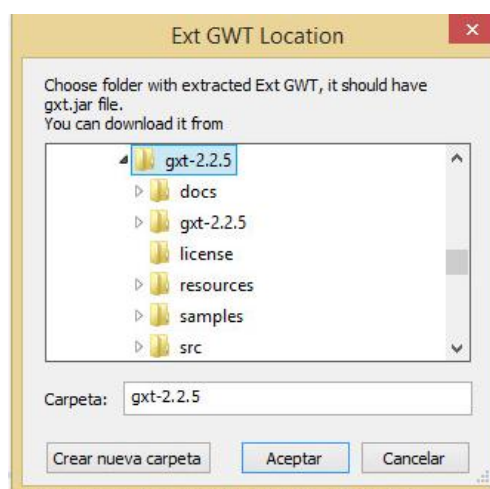 Ext GWT Location
Choose folder with extracted Ext GWT, it should have
gxt.jar file.
You can download it from
gxt-2.2.5
docs
gxt-2.2.5
license
resources
samples
src
Carpeta: gxt-2.2.5
Crear nueva carpeta Aceptar Cancelar